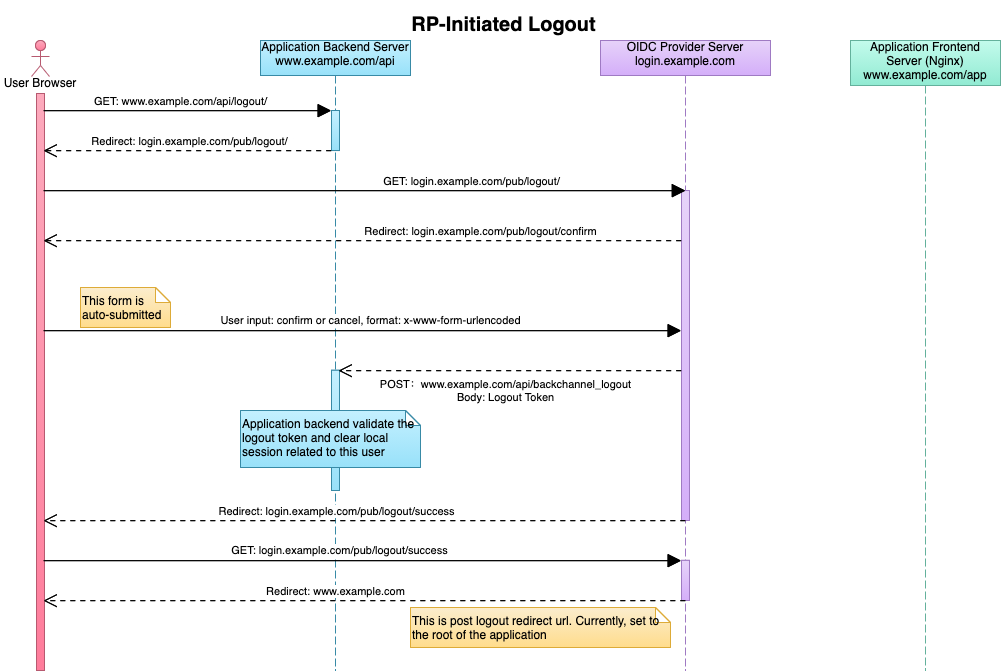 RP-Initiated Logout
User Browser
Application Backend Server
www.example.com/api
OIDC Provider Server
login.example.com
Application Frontend
Server (Nginx)
www.example.com/app
GET: www.example.com/api/logout/
Redirect: login.example.com/pub/logout/
GET: login.example.com/pub/logout/
Redirect: login.example.com/pub/logout/confirm
This form is
auto-submitted
User input: confirm or cancel, format: x-www-form-urlencoded
POST: www.example.com/api/backchannel_logout
Body: Logout Token
Application backend validate the
logout token and clear local
session related to this user
Redirect: login.example.com/pub/logout/success
GET: login.example.com/pub/logout/success
Redirect: www.example.com
This is post logout redirect url. Currently, set to
the root of the application